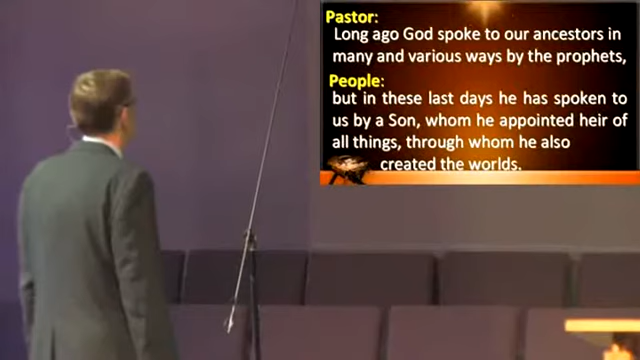 Pastor:
Long ago God spoke to our ancestors in
many and various ways by the prophets,
People:
but in these last days he has spoken to
us by a Son, whom he appointed heir of
all things, through whom he also
created the worlds.